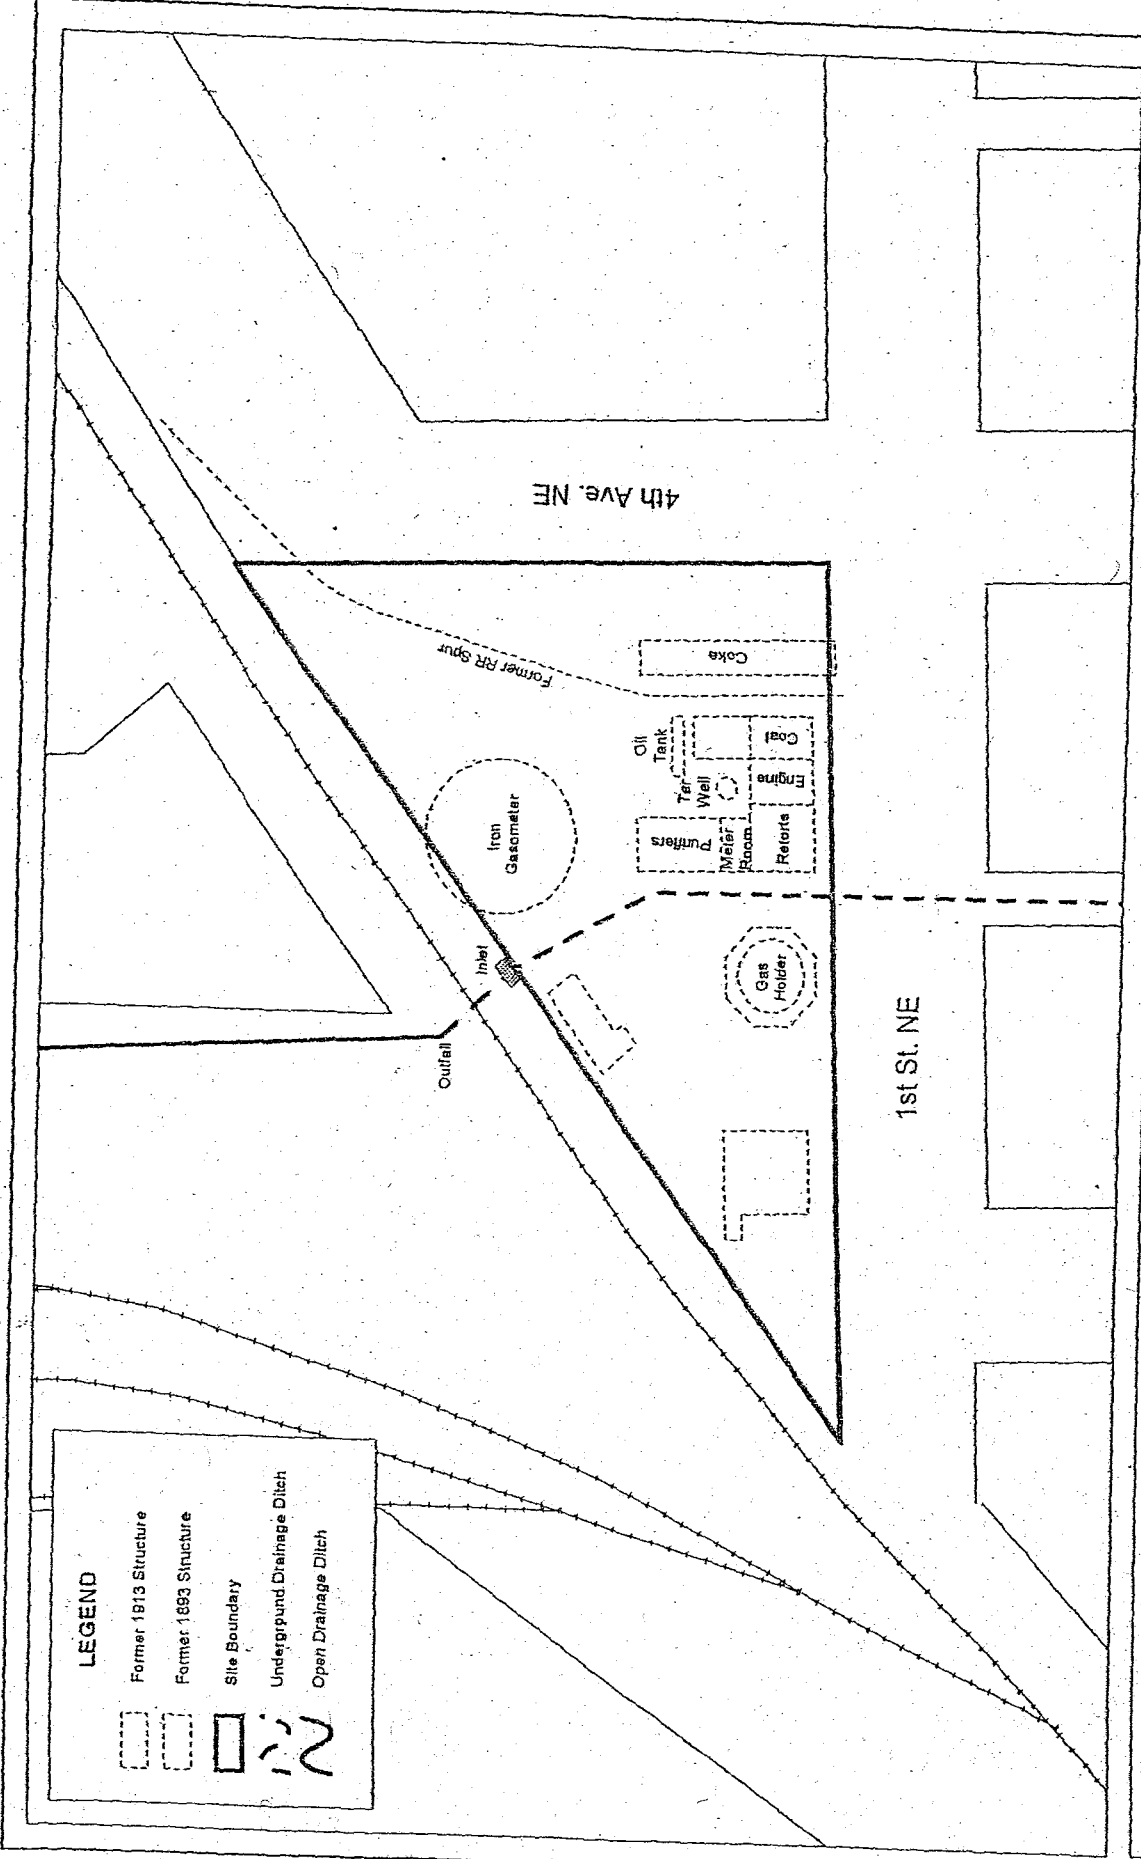 LEGEND
Former 1913 Structure
Former 1893 Structure
Site Boundary
Underground Drainage Ditch
Open Drainage Ditch
4th Ave. NE
Former RR Spur
Coke
Oil
Tank
Coal
Tar
Well
Engine
Iron
Gasometer
Purifiers
Meter
Room
Retorts
Inlet
Outfall
Gas
Holder
1st St. NE